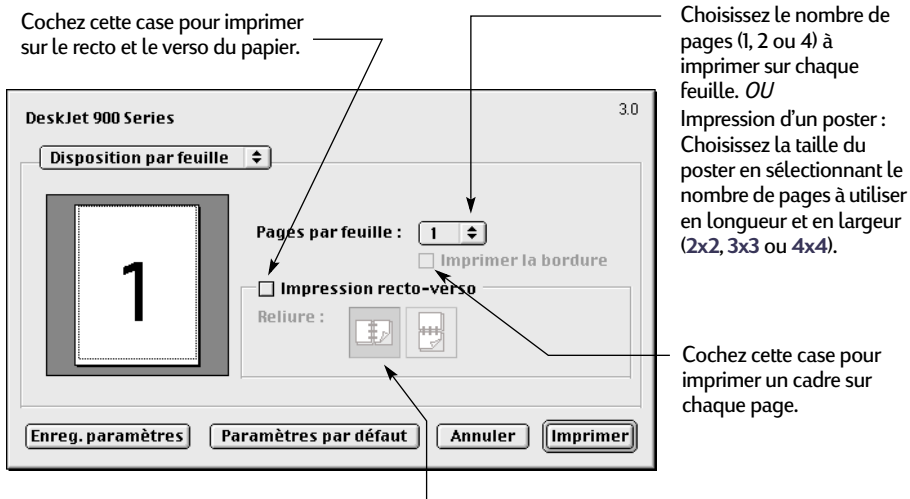 Cochez cette case pour imprimer
sur le recto et le verso du papier.
Choisissez le nombre de
pages (1, 2 ou 4) à
imprimer sur chaque
feuille. OU
Impression d'un poster :
Choisissez la taille du
poster en sélectionnant le
nombre de pages à utiliser
en longueur et en largeur
(2x2, 3x3 ou 4x4).
DeskJet 900 Series
3.0
Disposition par feuille
1
Pages par feuille :
1
Imprimer la bordure
Impression recto-verso
Reliure :
Cochez cette case pour
imprimer un cadre sur
chaque page.
Enreg. paramètres
Paramètres par défaut
Annuler
Imprimer